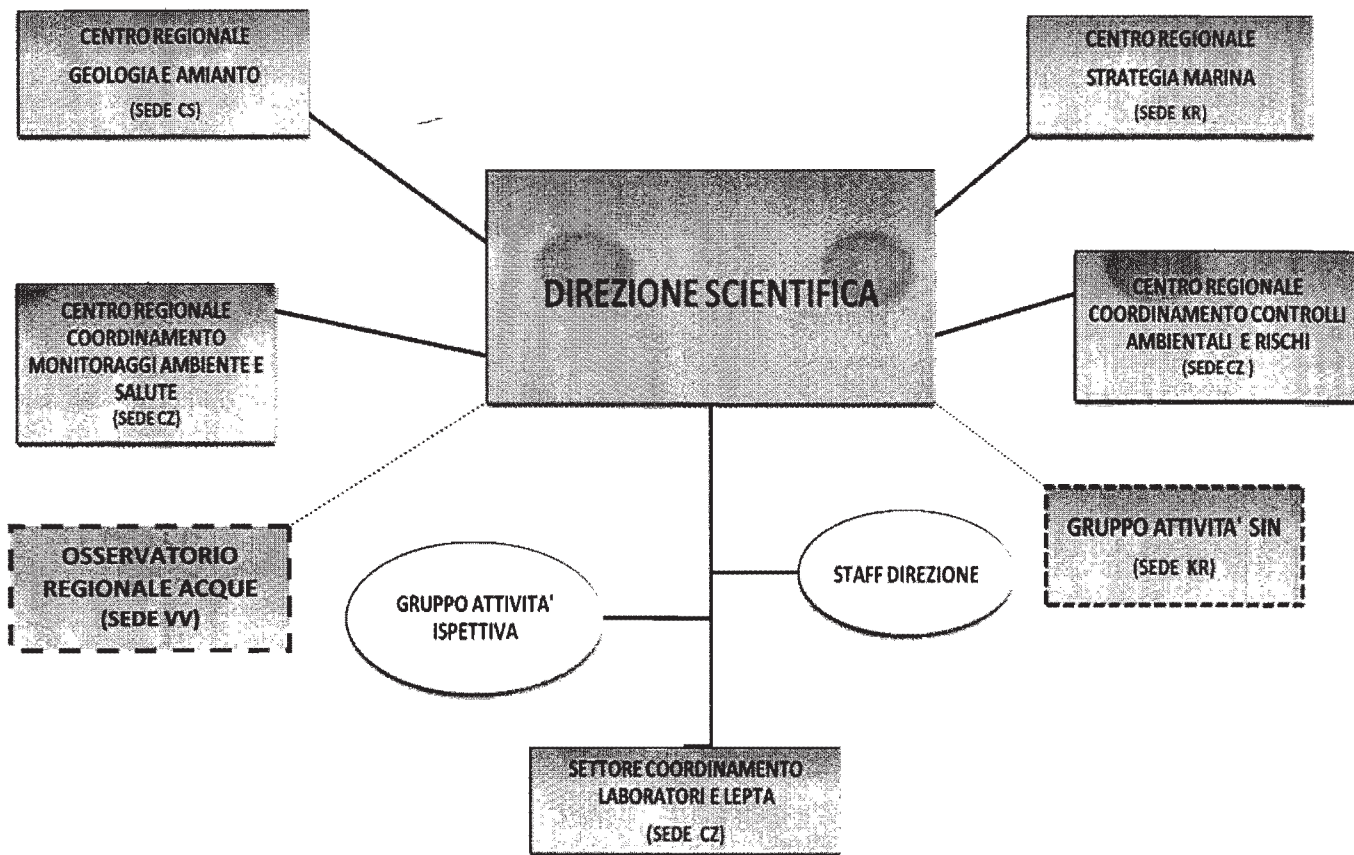 CENTRO REGIONALE
GEOLOGIA E AMIANTO
(SEDE CS)
CENTRO REGIONALE
STRATEGIA MARINA
(SEDE KR)
DIREZIONE SCIENTIFICA
CENTRO REGIONALE
COORDINAMENTO
MONITORAGGI AMBIENTE E
SALUTE
(SEDE CZ)
CENTRO REGIONALE
COORDINAMENTO CONTROLLI
AMBIENTALI E RISCHI
(SEDE CZ )
OSSERVATORIO
REGIONALE ACQUE
(SEDE VV)
GRUPPO ATTIVITA'
ISPETTIVA
STAFF DIREZIONE
GRUPPO ATTIVITA' SIN
(SEDE KR)
SETTORE COORDINAMENTO
LABORATORI E LEPTA
(SEDE CZ)